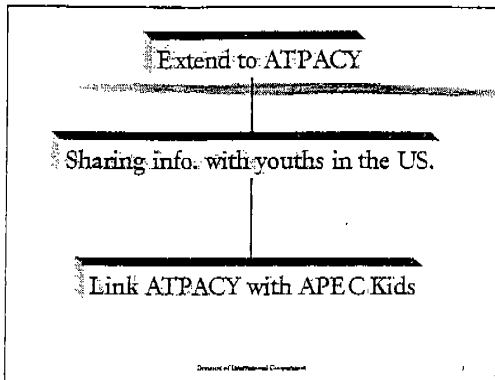 Extend to ATPACY
Sharing info. with youths in the US.
Link ATPACY with APEC Kids